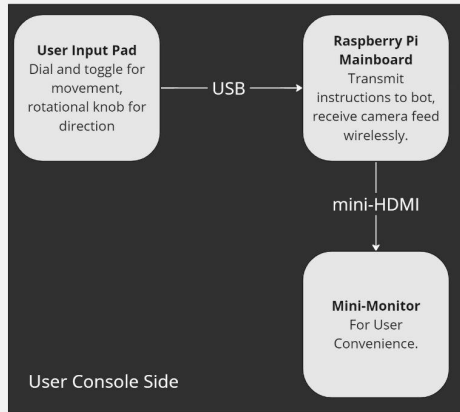 User Input Pad
Dial and toggle for
movement,
rotational knob for
direction
USB
Raspberry Pi
Mainboard
Transmit
instructions to bot,
receive camera feed
wirelessly.
mini-HDMI
Mini-Monitor
For User
Convenience.
User Console Side